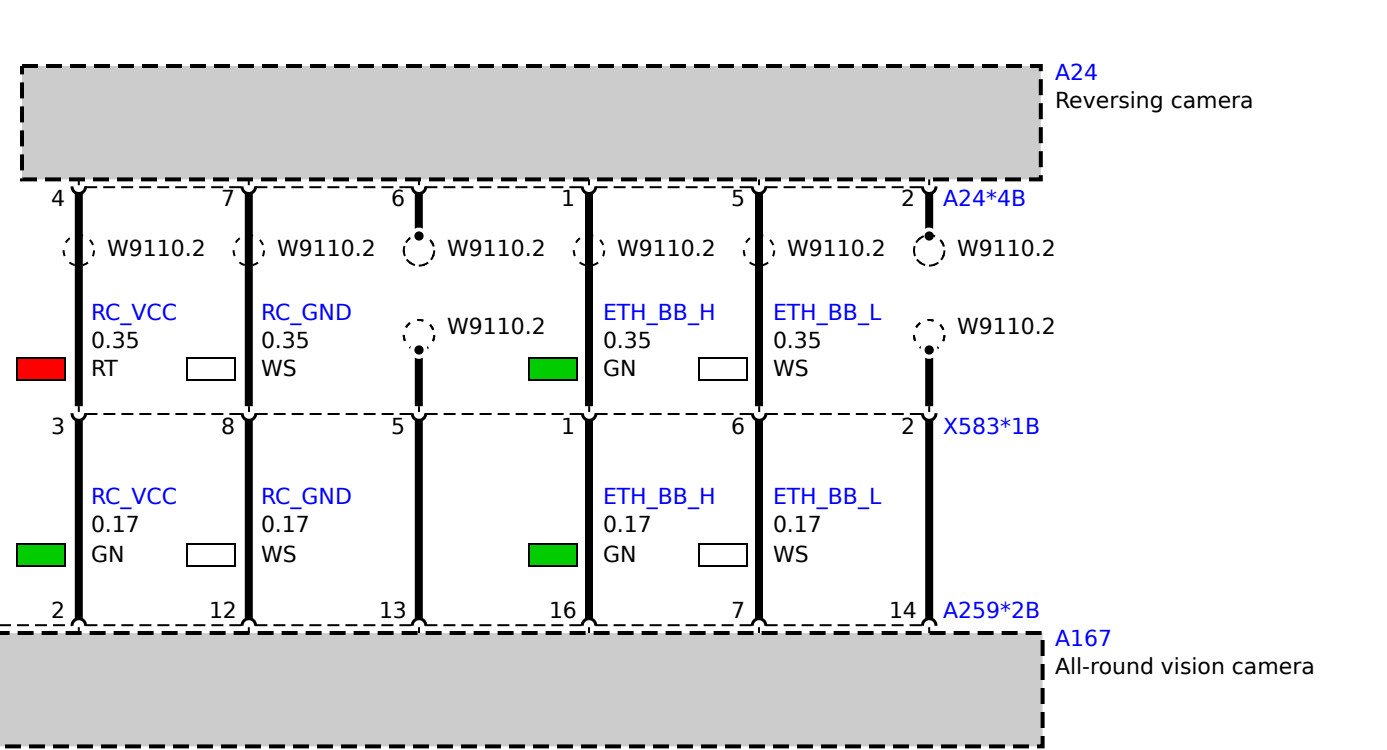 A24
Reversing camera
4 7 6 1 5 2 A24*4B
W9110.2 W9110.2 W9110.2 W9110.2 W9110.2 W9110.2
RC_VCC RC_GND ETH_BB_H ETH_BB_L
W9110.2 W9110.2
0.35 0.35 0.35 0.35
RT WS GN WS
3 8 5 1 6 2 X583*1B
RC_VCC RC_GND ETH_BB_H ETH_BB_L
0.17 0.17 0.17 0.17
GN WS GN WS
2 12 13 16 7 14 A259*2B
A167
All-round vision camera